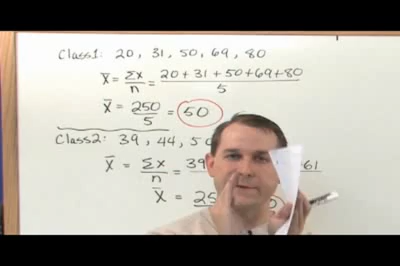 Class1: 20, 31, 50, 69, 80
x̄ = Σx/n = 20+31+50+69+80/5
x̄ = 250/5 = 50
Class2: 39, 44, 50
x̄ = Σx/n = 39 61
x̄ = 25